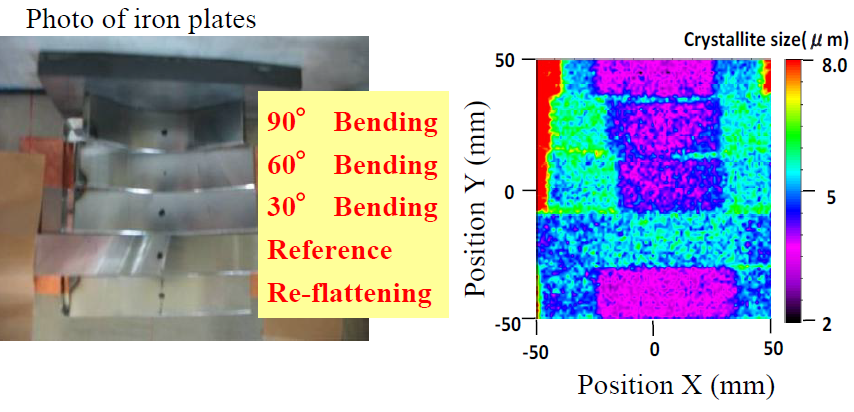 Photo of iron plates
90° Bending
60° Bending
30° Bending
Reference
Re-flattening
Crystallite size(μm)
8.0
5
2
Position Y (mm)
50
0
-50
-50 0 50
Position X (mm)